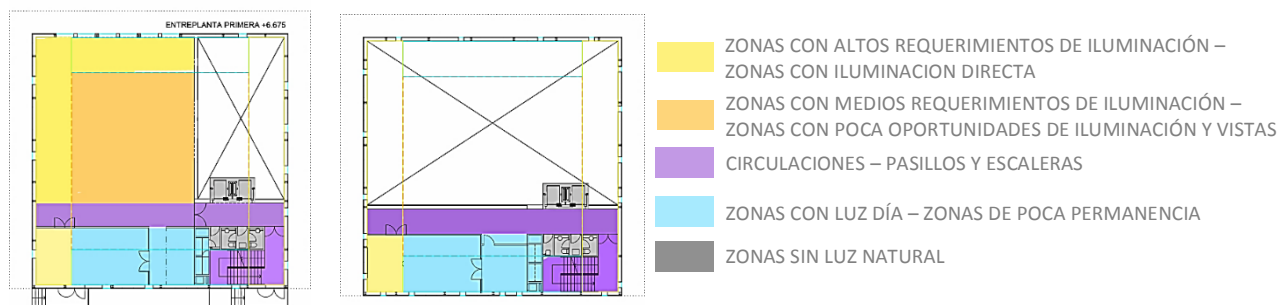 ENTREPLANTA PRIMERA +6.675
ZONAS CON ALTOS REQUERIMIENTOS DE ILUMINACIÓN –
ZONAS CON ILUMINACION DIRECTA
ZONAS CON MEDIOS REQUERIMIENTOS DE ILUMINACIÓN –
ZONAS CON POCA OPORTUNIDADES DE ILUMINACIÓN Y VISTAS
CIRCULACIONES – PASILLOS Y ESCALERAS
ZONAS CON LUZ DÍA – ZONAS DE POCA PERMANENCIA
ZONAS SIN LUZ NATURAL